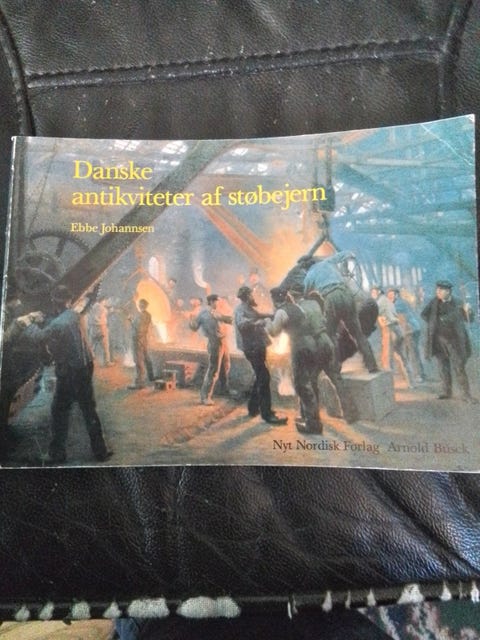 Danske
antikviteter af støbejern
Ebbe Johannsen
Nyt Nordisk Forlag Arnold Busck